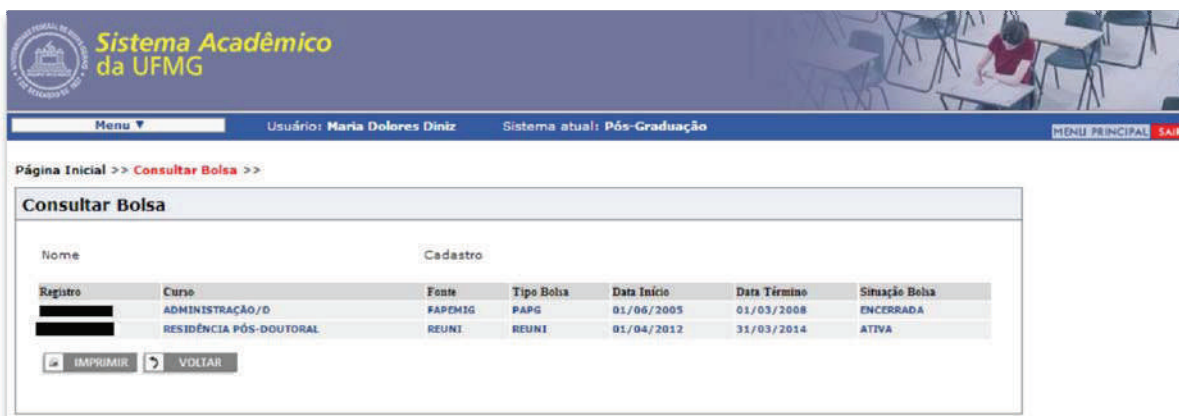 Sistema Acadêmico
da UFMG
Menu ▼ Usuário: Maria Dolores Diniz Sistema atual: Pós-Graduação MENU PRINCIPAL SAIR
Página Inicial >> Consultar Bolsa >>
Consultar Bolsa
Nome Cadastro
Registro Curso Fonte Tipo Bolsa Data Início Data Término Situação Bolsa
ADMINISTRAÇÃO/D FAPEMIG PAPG 01/06/2005 01/03/2008 ENCERRADA
RESIDÊNCIA PÓS-DOUTORAL REUNI REUNI 01/04/2012 31/03/2014 ATIVA
IMPRIMIR VOLTAR